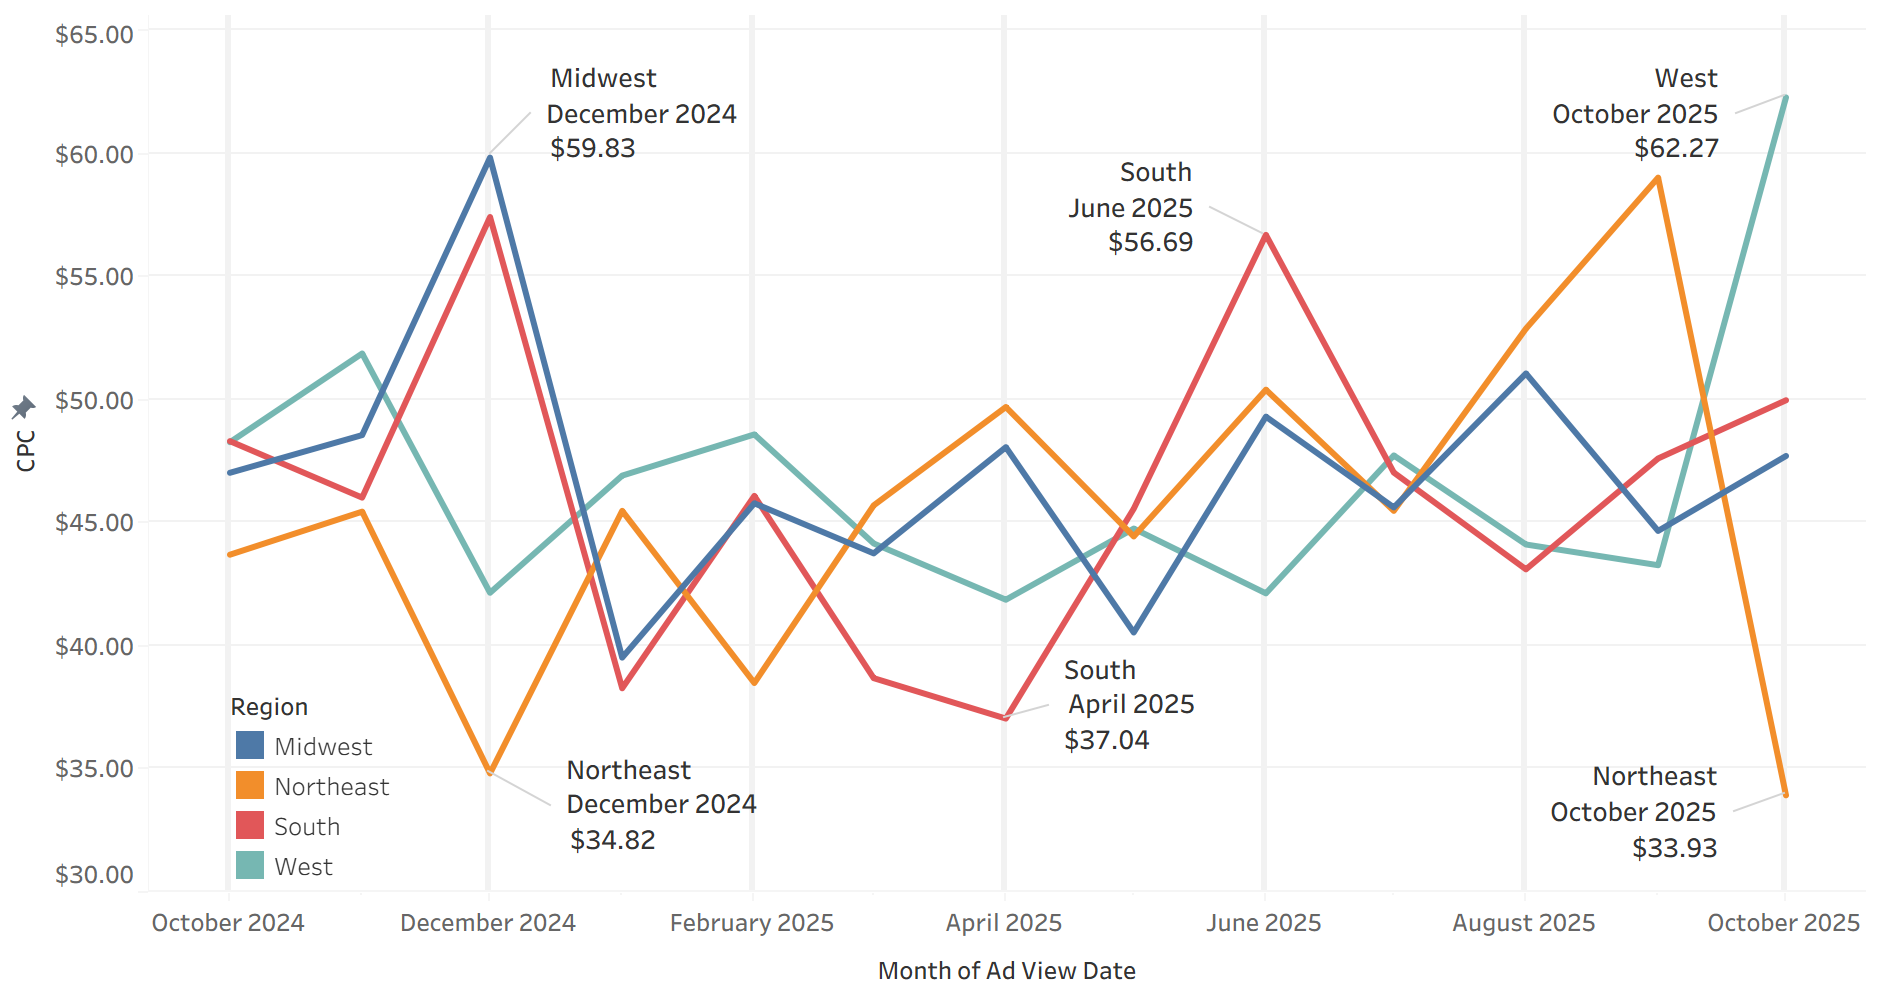 $65.00
$60.00
$55.00
$50.00
$45.00
$40.00
$35.00
$30.00
CPC
Midwest
December 2024
$59.83
West
October 2025
$62.27
South
June 2025
$56.69
South
April 2025
$37.04
Northeast
December 2024
$34.82
Northeast
October 2025
$33.93
Region
Midwest
Northeast
South
West
October 2024
December 2024
February 2025
April 2025
June 2025
August 2025
October 2025
Month of Ad View Date